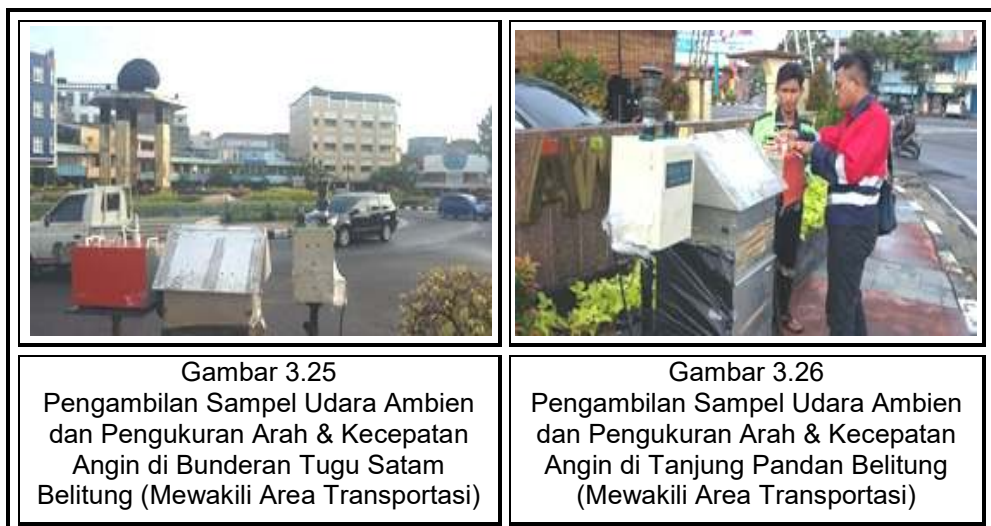 Gambar 3.25
Pengambilan Sampel Udara Ambien
dan Pengukuran Arah & Kecepatan
Angin di Bunderan Tugu Satam
Belitung (Mewakili Area Transportasi)
Gambar 3.26
Pengambilan Sampel Udara Ambien
dan Pengukuran Arah & Kecepatan
Angin di Tanjung Pandan Belitung
(Mewakili Area Transportasi)